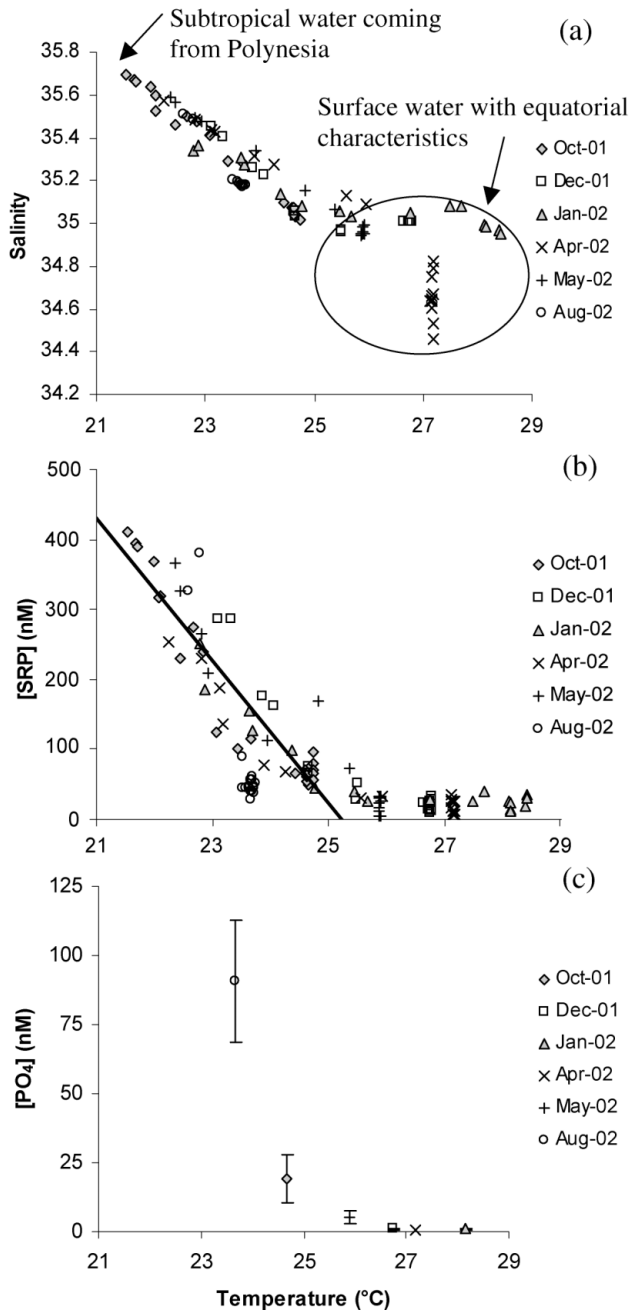 Subtropical water coming
from Polynesia
(a)
Surface water with equatorial
characteristics
Salinity
35.8
35.6
35.4
35.2
35
34.8
34.6
34.4
34.2
21 23 25 27 29
Oct-01
Dec-01
Jan-02
Apr-02
May-02
Aug-02
(b)
[SRP] (nM)
500
400
300
200
100
0
21 23 25 27 29
Oct-01
Dec-01
Jan-02
Apr-02
May-02
Aug-02
(c)
[PO4] (nM)
125
100
75
50
25
0
21 23 25 27 29
Oct-01
Dec-01
Jan-02
Apr-02
May-02
Aug-02
Temperature (°C)